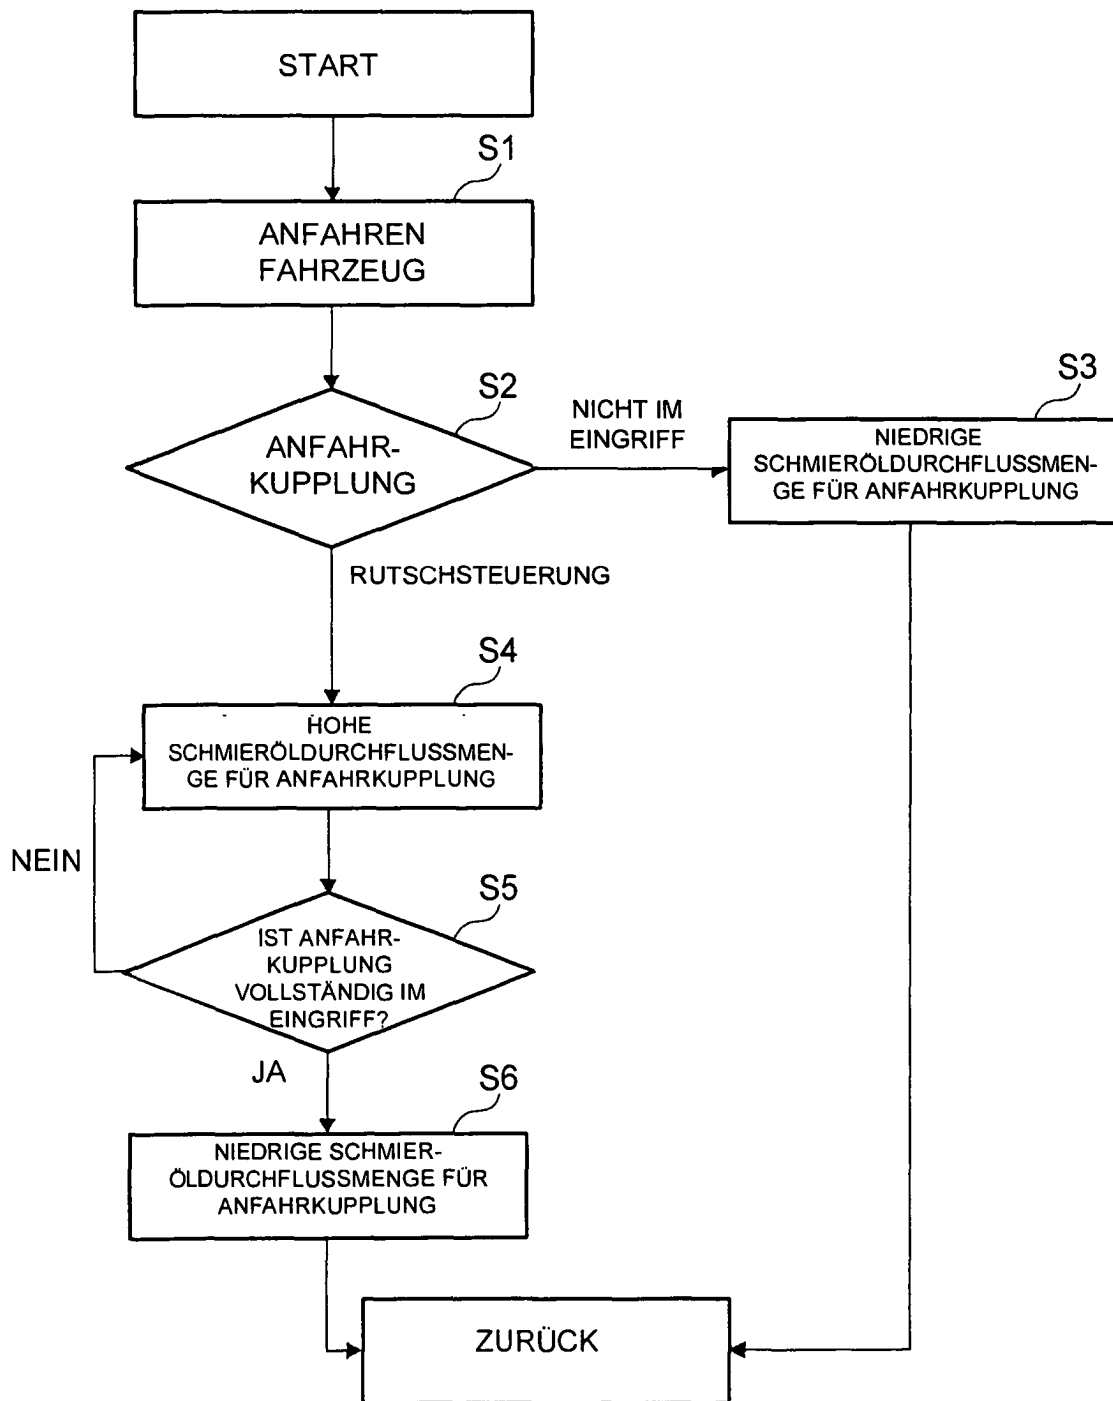 START
S1
ANFAHREN
FAHRZEUG
S2
ANFAHR-
KUPPLUNG
NICHT IM
EINGRIFF
S3
NIEDRIGE
SCHMIERÖLDURCHFLUSSMEN-
GE FÜR ANFAHRKUPPLUNG
RUTSCHSTEUERUNG
S4
HOHE
SCHMIERÖLDURCHFLUSSMEN-
GE FÜR ANFAHRKUPPLUNG
NEIN
S5
IST ANFAHR-
KUPPLUNG
VOLLSTÄNDIG IM
EINGRIFF?
JA
S6
NIEDRIGE SCHMIER-
ÖLDURCHFLUSSMENGE FÜR
ANFAHRKUPPLUNG
ZURÜCK